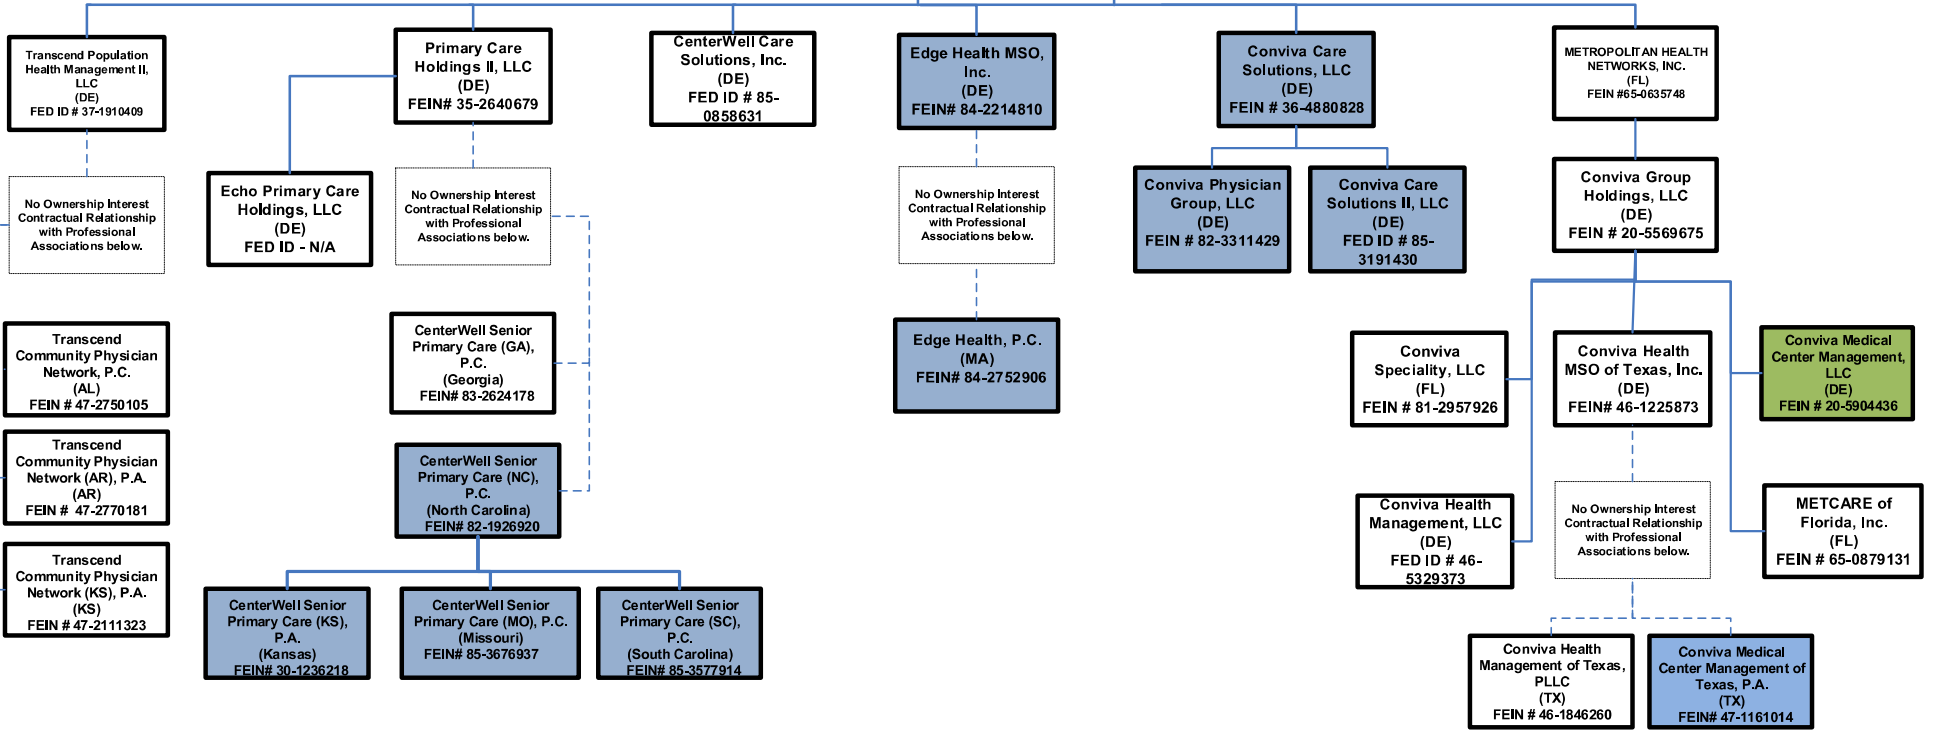 Transcend Population
Health Management II,
LLC
(DE)
FED ID # 37-1910409
Primary Care
Holdings II, LLC
(DE)
FEIN# 35-2640679
CenterWell Care
Solutions, Inc.
(DE)
FED ID # 85-
0858631
Edge Health MSO,
Inc.
(DE)
FEIN# 84-2214810
Conviva Care
Solutions, LLC
(DE)
FEIN # 36-4880828
METROPOLITAN HEALTH
NETWORKS, INC.
(FL)
FEIN #65-0635748
No Ownership Interest
Contractual Relationship
with Professional
Associations below.
Echo Primary Care
Holdings, LLC
(DE)
FED ID - N/A
No Ownership Interest
Contractual Relationship
with Professional
Associations below.
No Ownership Interest
Contractual Relationship
with Professional
Associations below.
Conviva Physician
Group, LLC
(DE)
FEIN # 82-3311429
Conviva Care
Solutions II, LLC
(DE)
FED ID # 85-
3191430
Conviva Group
Holdings, LLC
(DE)
FEIN # 20-5569675
Transcend
Community Physician
Network, P.C.
(AL)
FEIN # 47-2750105
CenterWell Senior
Primary Care (GA),
P.C.
(Georgia)
FEIN# 83-2624178
Edge Health, P.C.
(MA)
FEIN# 84-2752906
Conviva
Speciality, LLC
(FL)
FEIN # 81-2957926
Conviva Health
MSO of Texas, Inc.
(DE)
FEIN# 46-1225873
Conviva Medical
Center Management,
LLC
(DE)
FEIN # 20-5904436
Transcend
Community Physician
Network (AR), P.A.
(AR)
FEIN # 47-2770181
CenterWell Senior
Primary Care (NC),
P.C.
(North Carolina)
FEIN# 82-1926920
Conviva Health
Management, LLC
(DE)
FED ID # 46-
5329373
No Ownership Interest
Contractual Relationship
with Professional
Associations below.
METCARE of
Florida, Inc.
(FL)
FEIN # 65-0879131
Transcend
Community Physician
Network (KS), P.A.
(KS)
FEIN # 47-2111323
CenterWell Senior
Primary Care (KS),
P.A.
(Kansas)
FEIN# 30-1236218
CenterWell Senior
Primary Care (MO), P.C.
(Missouri)
FEIN# 85-3676937
CenterWell Senior
Primary Care (SC),
P.C.
(South Carolina)
FEIN# 85-3577914
Conviva Health
Management of Texas,
PLLC
(TX)
FEIN # 46-1846260
Conviva Medical
Center Management of
Texas, P.A.
(TX)
FEIN# 47-1161014